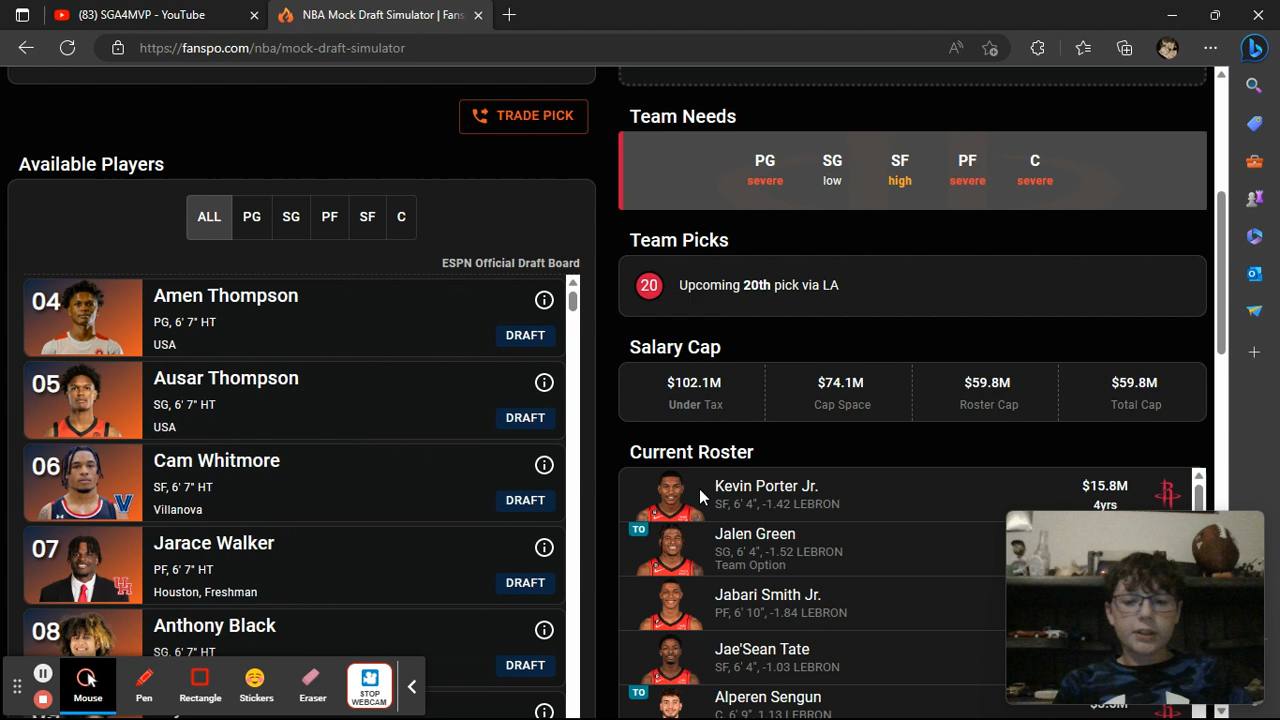 (83) SGA4MVP - YouTube
NBA Mock Draft Simulator | Fans
https://fanspo.com/nba/mock-draft-simulator
TRADE PICK
Available Players
ALL PG SG PF SF C
ESPN Official Draft Board
04
Amen Thompson
PG, 6' 7" HT
USA
DRAFT
05
Ausar Thompson
SG, 6' 7" HT
USA
DRAFT
06
Cam Whitmore
SF, 6' 7" HT
Villanova
DRAFT
07
Jarace Walker
PF, 6' 7" HT
Houston, Freshman
DRAFT
08
Anthony Black
SG, 6' 7" HT
DRAFT
Team Needs
PG SG SF PF C
severe low high severe severe
Team Picks
20 Upcoming 20th pick via LA
Salary Cap
$102.1M $74.1M $59.8M $59.8M
Under Tax Cap Space Roster Cap Total Cap
Current Roster
Kevin Porter Jr.
SF, 6' 4", -1.42 LEBRON
$15.8M
4yrs
TO
Jalen Green
SG, 6' 4", -1.52 LEBRON
Team Option
Jabari Smith Jr.
PF, 6' 10", -1.84 LEBRON
Jae'Sean Tate
SF, 6' 4", -1.03 LEBRON
TO
Alperen Sengun
C, 6' 9", 1.13 LEBRON
Mouse Pen Rectangle Stickers Eraser STOP WEBCAM